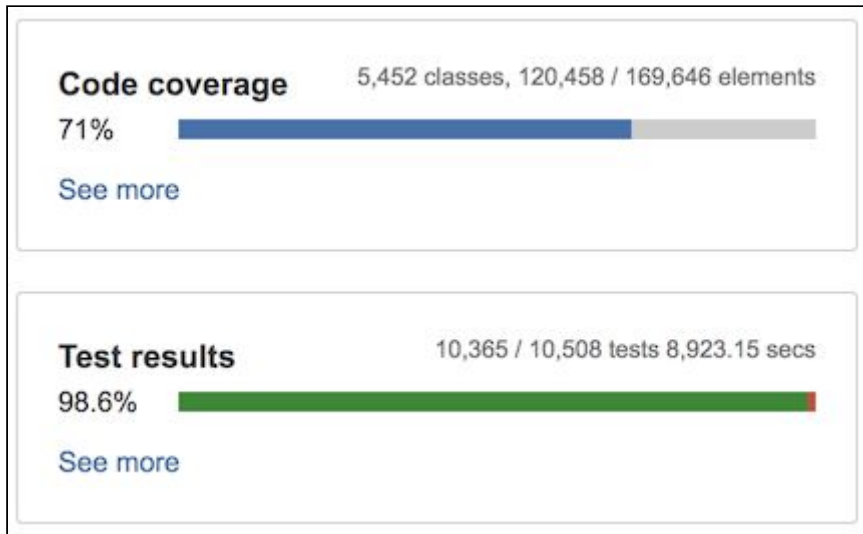 Code coverage
5,452 classes, 120,458 / 169,646 elements
71%
See more
Test results
10,365 / 10,508 tests 8,923.15 secs
98.6%
See more